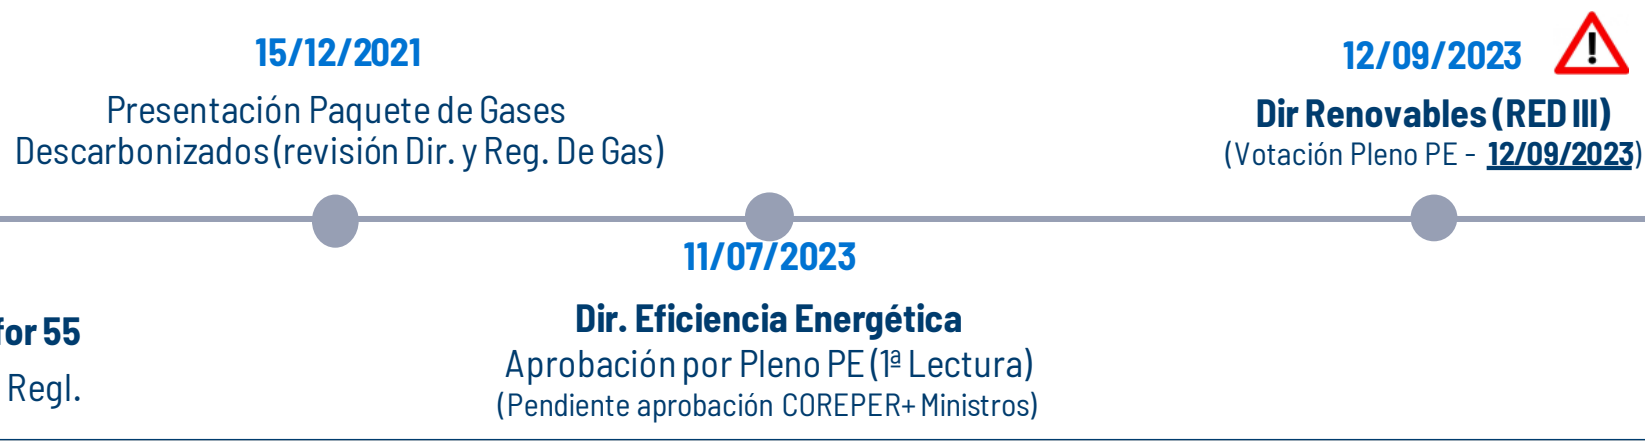 15/12/2021
Presentación Paquete de Gases
Descarbonizados (revisión Dir. y Reg. De Gas)
12/09/2023
Dir Renovables (RED III)
(Votación Pleno PE - 12/09/2023)
11/07/2023
Dir. Eficiencia Energética
Aprobación por Pleno PE (1ª Lectura)
(Pendiente aprobación COREPER+ Ministros)
for 55
Regl.